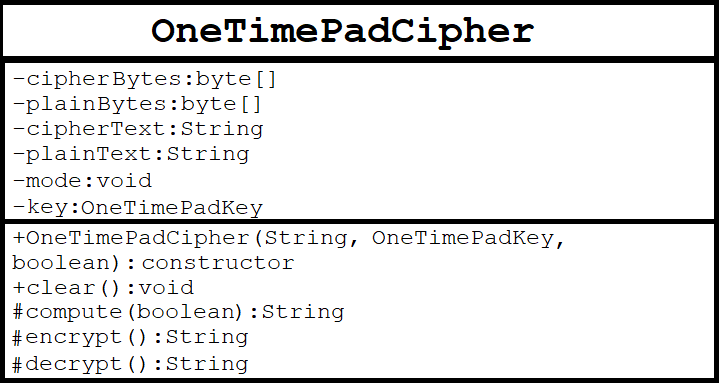 OneTimePadCipher
-cipherBytes:byte[]
-plainBytes:byte[]
-cipherText:String
-plainText:String
-mode:void
-key:OneTimePadKey
+OneTimePadCipher(String, OneTimePadKey,
boolean):constructor
+clear():void
#compute(boolean):String
#encrypt():String
#decrypt():String